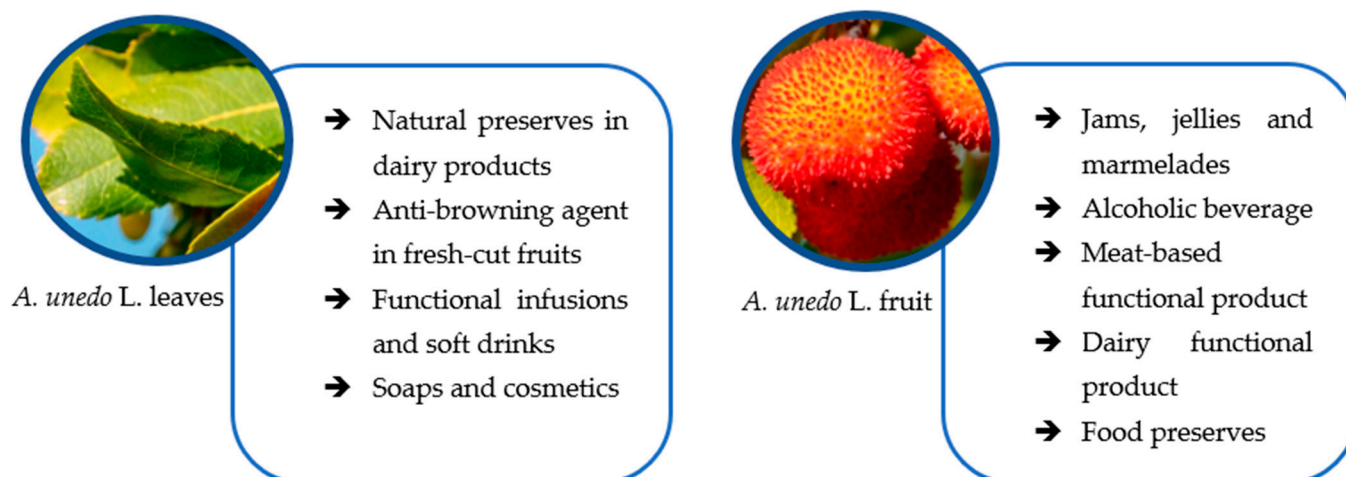 ➔ Natural preserves in
dairy products
➔ Anti-browning agent
in fresh-cut fruits
➔ Functional infusions
and soft drinks
➔ Soaps and cosmetics
A. unedo L. leaves
➔ Jams, jellies and
marmelades
➔ Alcoholic beverage
➔ Meat-based
functional product
➔ Dairy functional
product
➔ Food preserves
A. unedo L. fruit